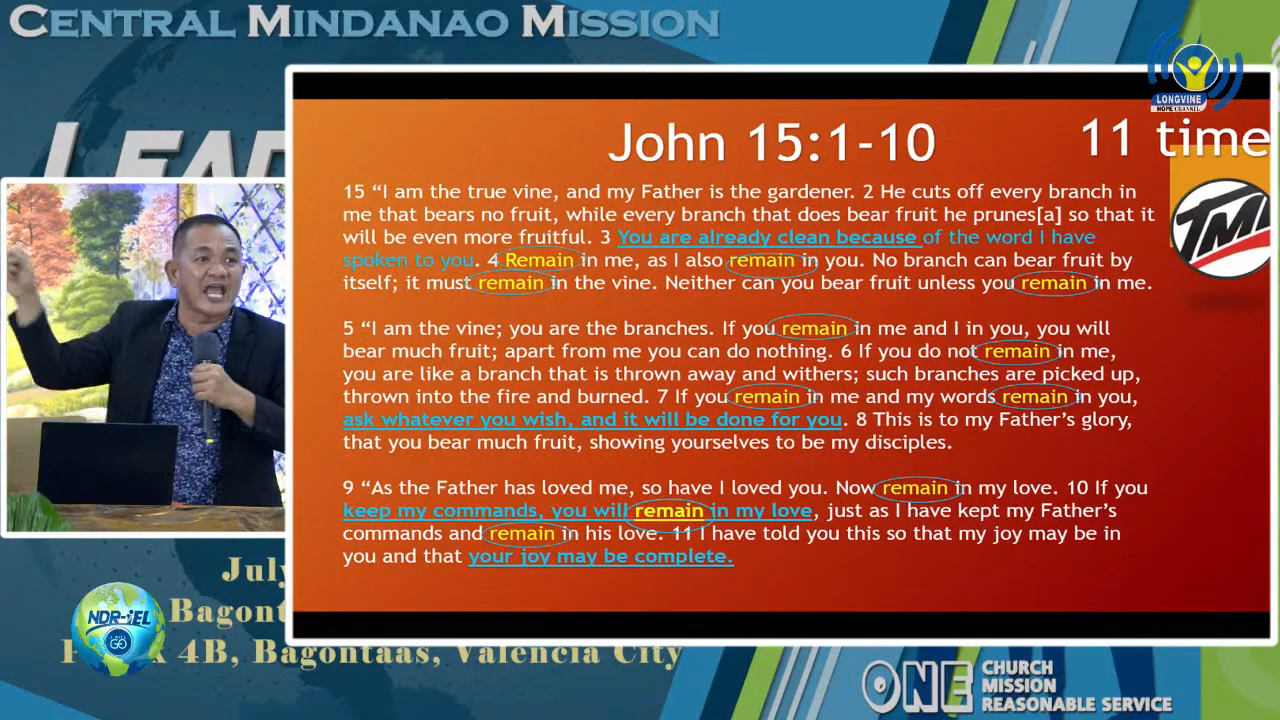 CENTRAL MINDANAO MISSION
LONGVINE
HOPE CHANNEL
LEAD
John 15:1-10
11 time
TM
15 “I am the true vine, and my Father is the gardener. 2 He cuts off every branch in
me that bears no fruit, while every branch that does bear fruit he prunes[a] so that it
will be even more fruitful. 3 You are already clean because of the word I have
spoken to you. 4 Remain in me, as I also remain in you. No branch can bear fruit by
itself; it must remain in the vine. Neither can you bear fruit unless you remain in me.
5 “I am the vine; you are the branches. If you remain in me and I in you, you will
bear much fruit; apart from me you can do nothing. 6 If you do not remain in me,
you are like a branch that is thrown away and withers; such branches are picked up,
thrown into the fire and burned. 7 If you remain in me and my words remain in you,
ask whatever you wish, and it will be done for you. 8 This is to my Father’s glory,
that you bear much fruit, showing yourselves to be my disciples.
9 “As the Father has loved me, so have I loved you. Now remain in my love. 10 If you
keep my commands, you will remain in my love, just as I have kept my Father’s
commands and remain in his love. 11 I have told you this so that my joy may be in
you and that your joy may be complete.
July
Bagont
4B, Bagontaas, Valencia City
NDR-iEL
I WILL
GO
ONE CHURCH
MISSION
REASONABLE SERVICE